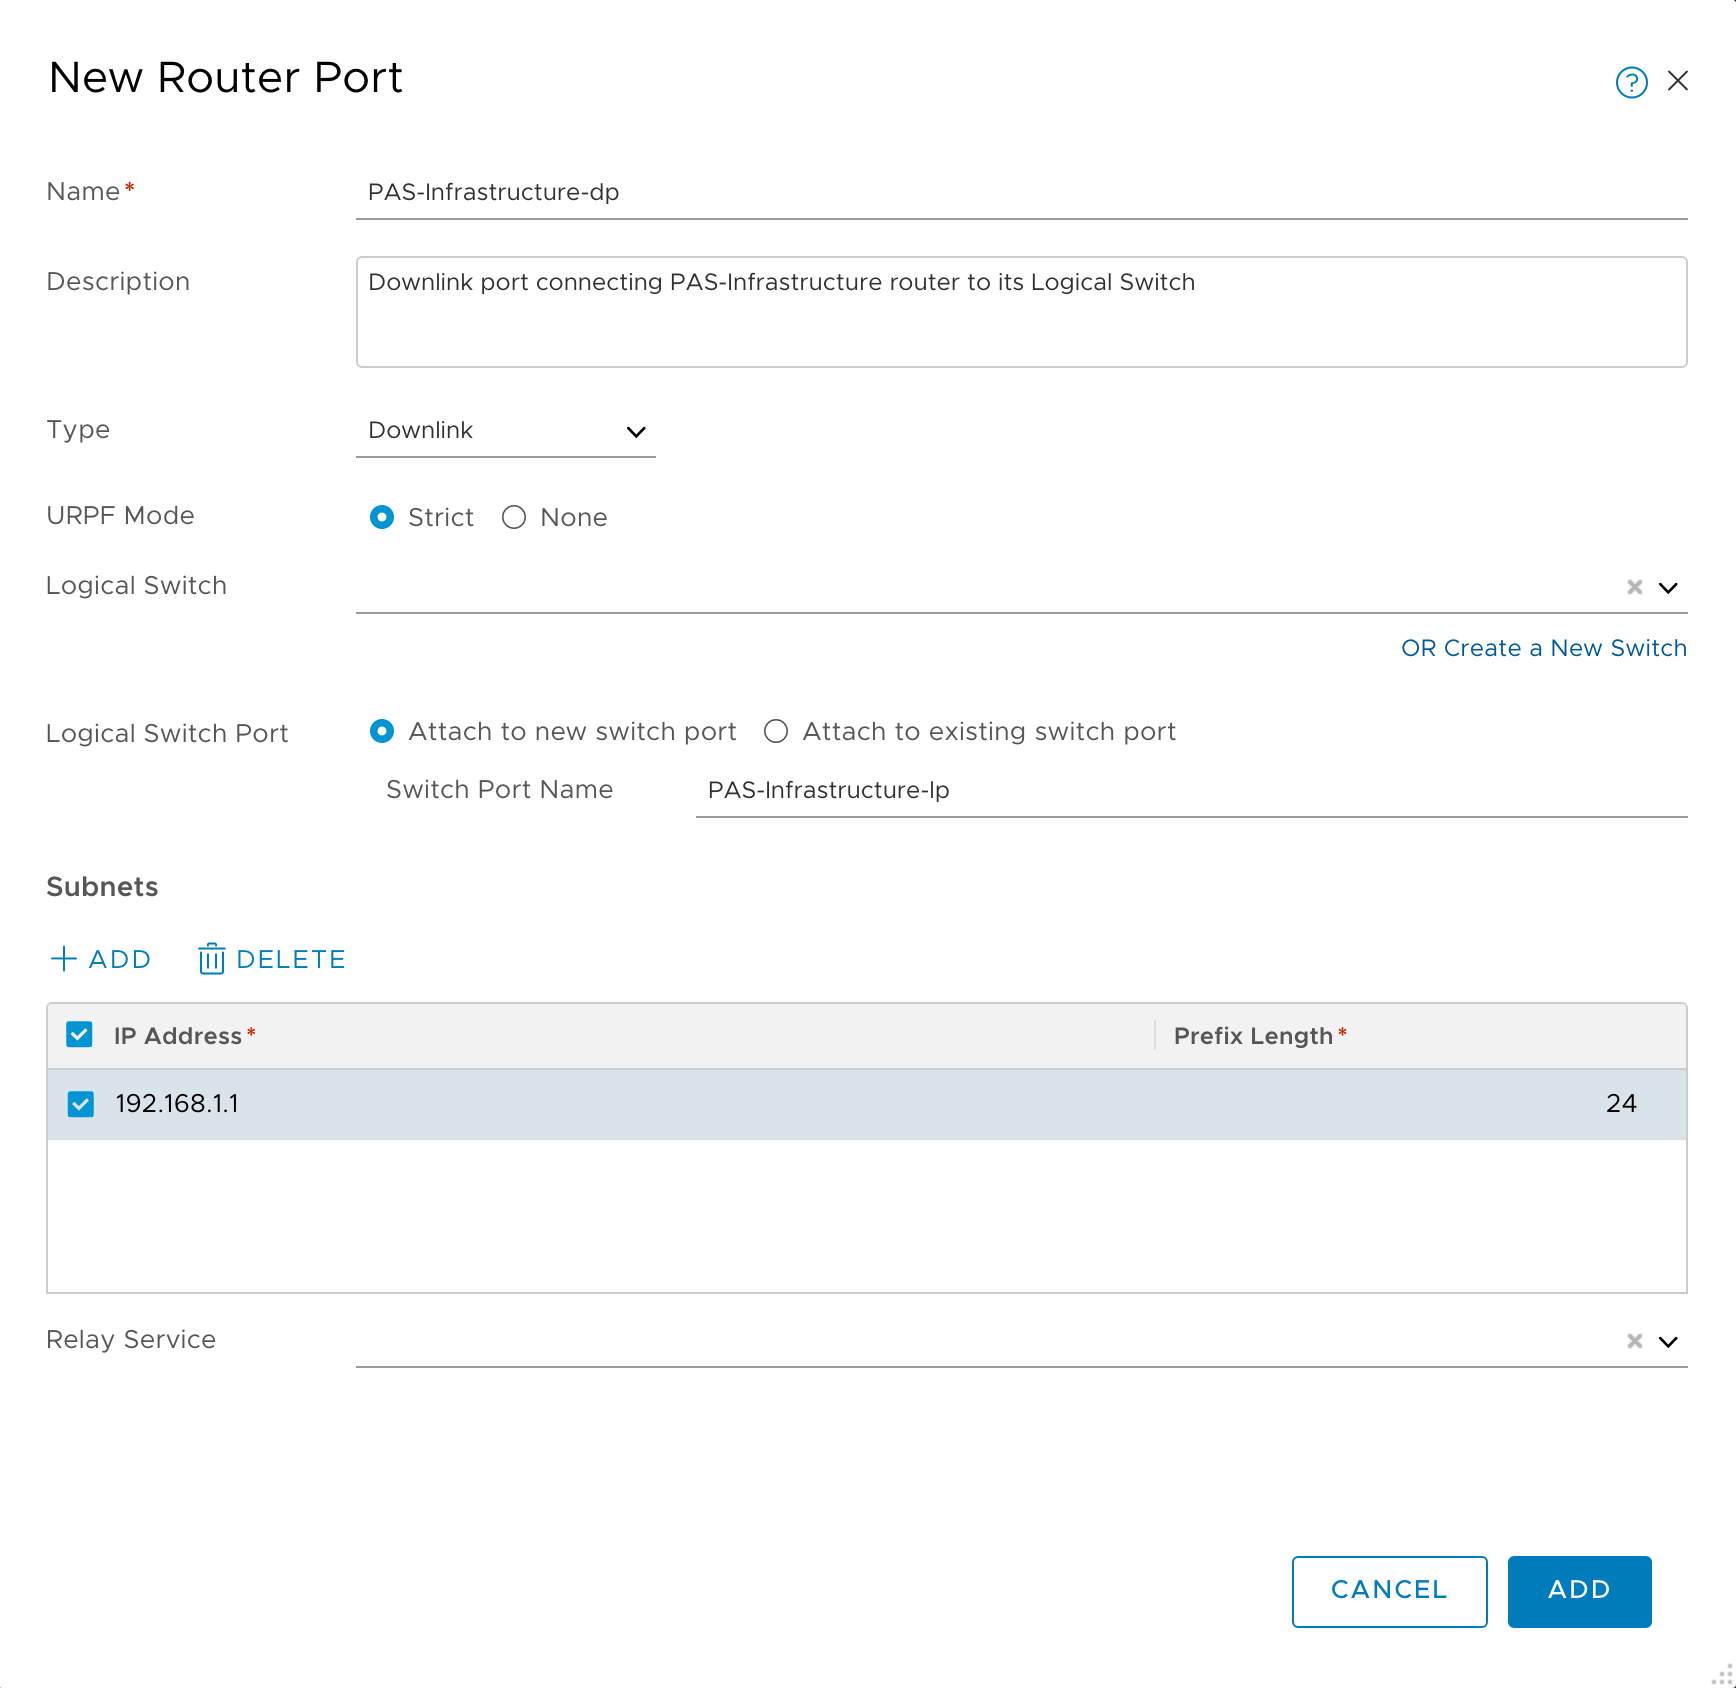 New Router Port
?
Name* PAS-Infrastructure-dp
Description Downlink port connecting PAS-Infrastructure router to its Logical Switch
Type Downlink
URPF Mode Strict None
Logical Switch
OR Create a New Switch
Logical Switch Port Attach to new switch port Attach to existing switch port
Switch Port Name PAS-Infrastructure-lp
Subnets
ADD DELETE
IP Address* Prefix Length*
192.168.1.1 24
Relay Service
CANCEL ADD